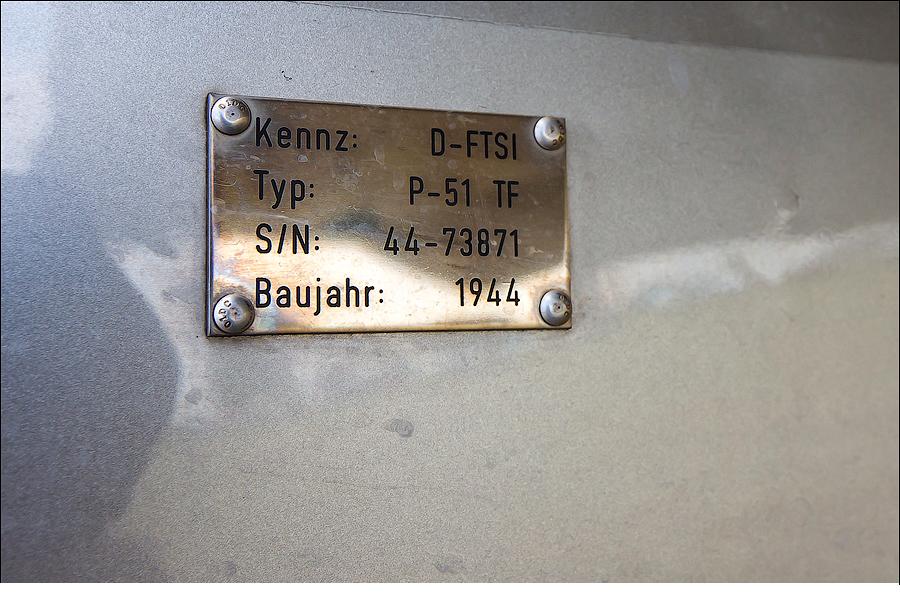 Kennz: D-FTSI
Typ: P-51 TF
S/N: 44-73871
Baujahr: 1944